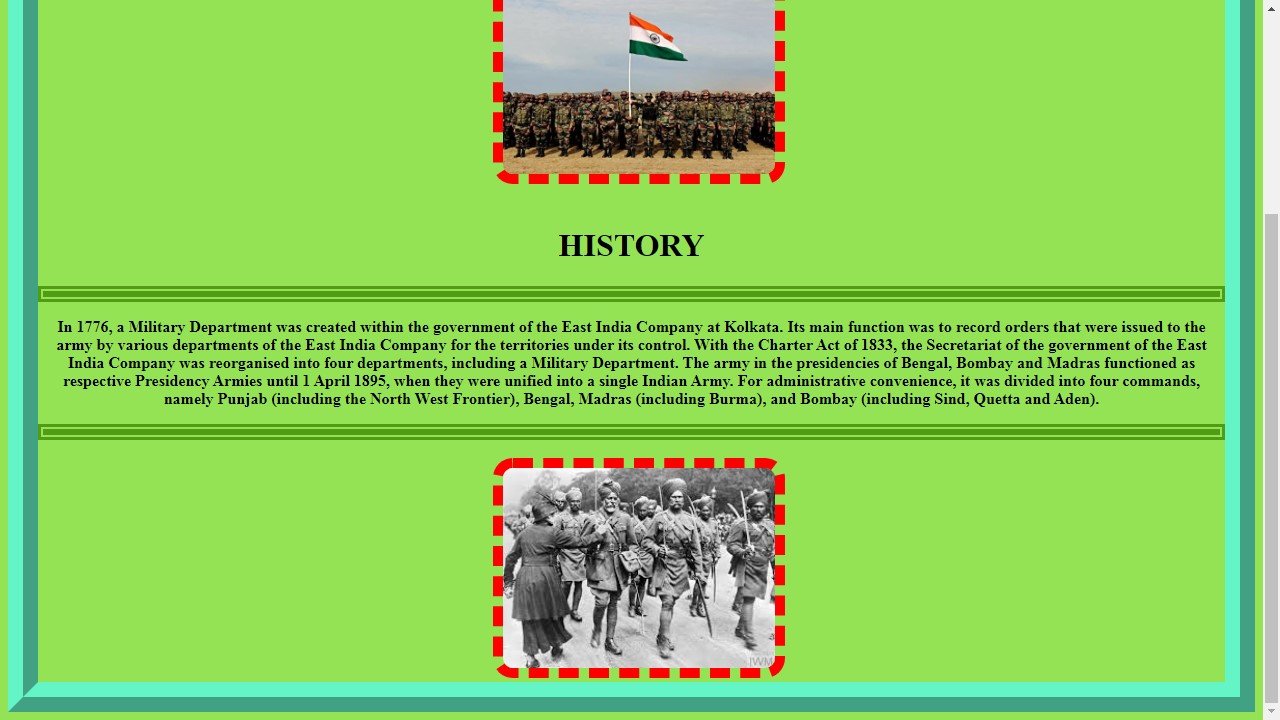 HISTORY
In 1776, a Military Department was created within the government of the East India Company at Kolkata. Its main function was to record orders that were issued to the
army by various departments of the East India Company for the territories under its control. With the Charter Act of 1833, the Secretariat of the government of the East
India Company was reorganised into four departments, including a Military Department. The army in the presidencies of Bengal, Bombay and Madras functioned as
respective Presidency Armies until 1 April 1895, when they were unified into a single Indian Army. For administrative convenience, it was divided into four commands,
namely Punjab (including the North West Frontier), Bengal, Madras (including Burma), and Bombay (including Sind, Quetta and Aden).
IWM